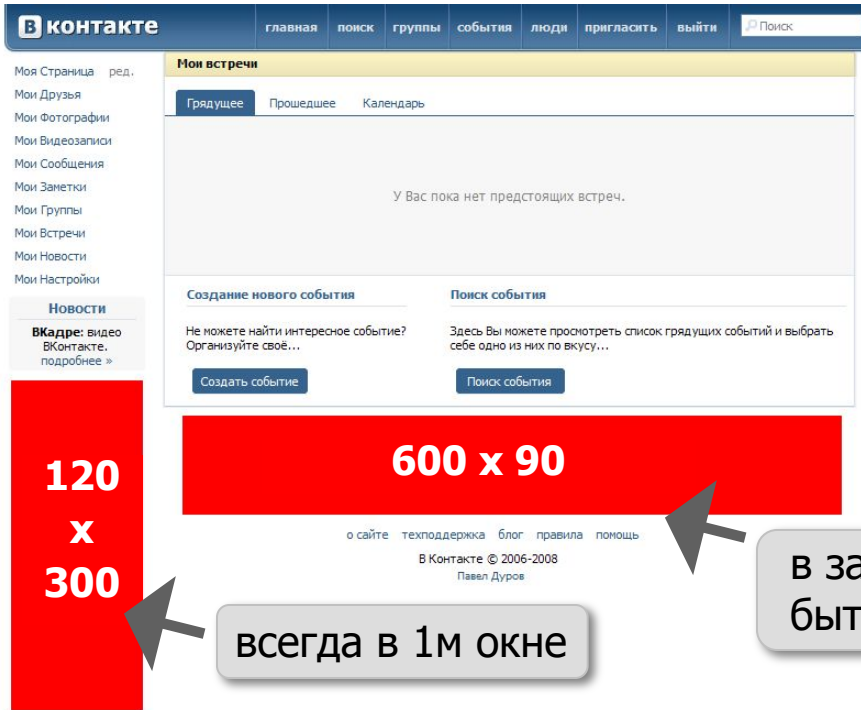 В контакте
главная поиск группы события люди пригласить выйти Поиск
Моя Страница ред.
Мои Друзья
Мои Фотографии
Мои Видеозаписи
Мои Сообщения
Мои Заметки
Мои Группы
Мои Встречи
Мои Новости
Мои Настройки
Новости
ВКадре: видео
ВКонтакте.
подробнее »
Мои встречи
Грядущее Прошедшее Календарь
У Вас пока нет предстоящих встреч.
Создание нового события
Не можете найти интересное событие?
Организуйте своё...
Создать событие
Поиск события
Здесь Вы можете просмотреть список грядущих событий и выбрать
себе одно из них по вкусу...
Поиск события
120
x
300
600 x 90
о сайте техподдержка блог правила помощь
В Контакте © 2006-2008
Павел Дуров
всегда в 1м окне
в за
быт